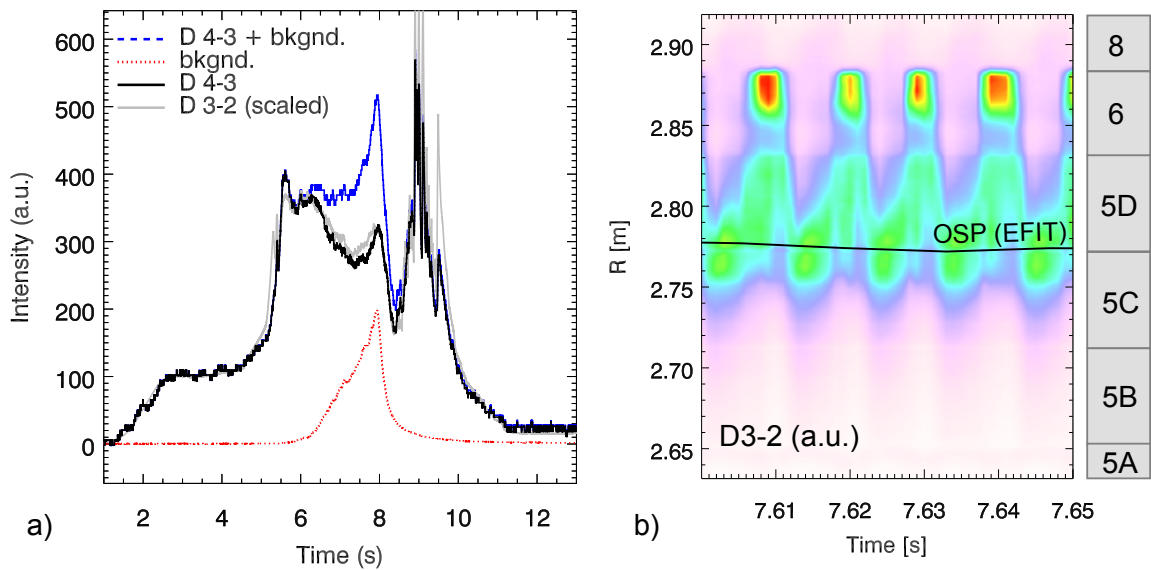 600
500
400
300
200
100
0
Intensity (a.u.)
D 4-3 + bkgnd.
bkgnd.
D 4-3
D 3-2 (scaled)
2 4 6 8 10 12
Time (s)
a)
2.90
2.85
2.80
2.75
2.70
2.65
R [m]
OSP (EFIT)
D3-2 (a.u.)
7.61 7.62 7.63 7.64 7.65
Time [s]
b)
8
6
5D
5C
5B
5A